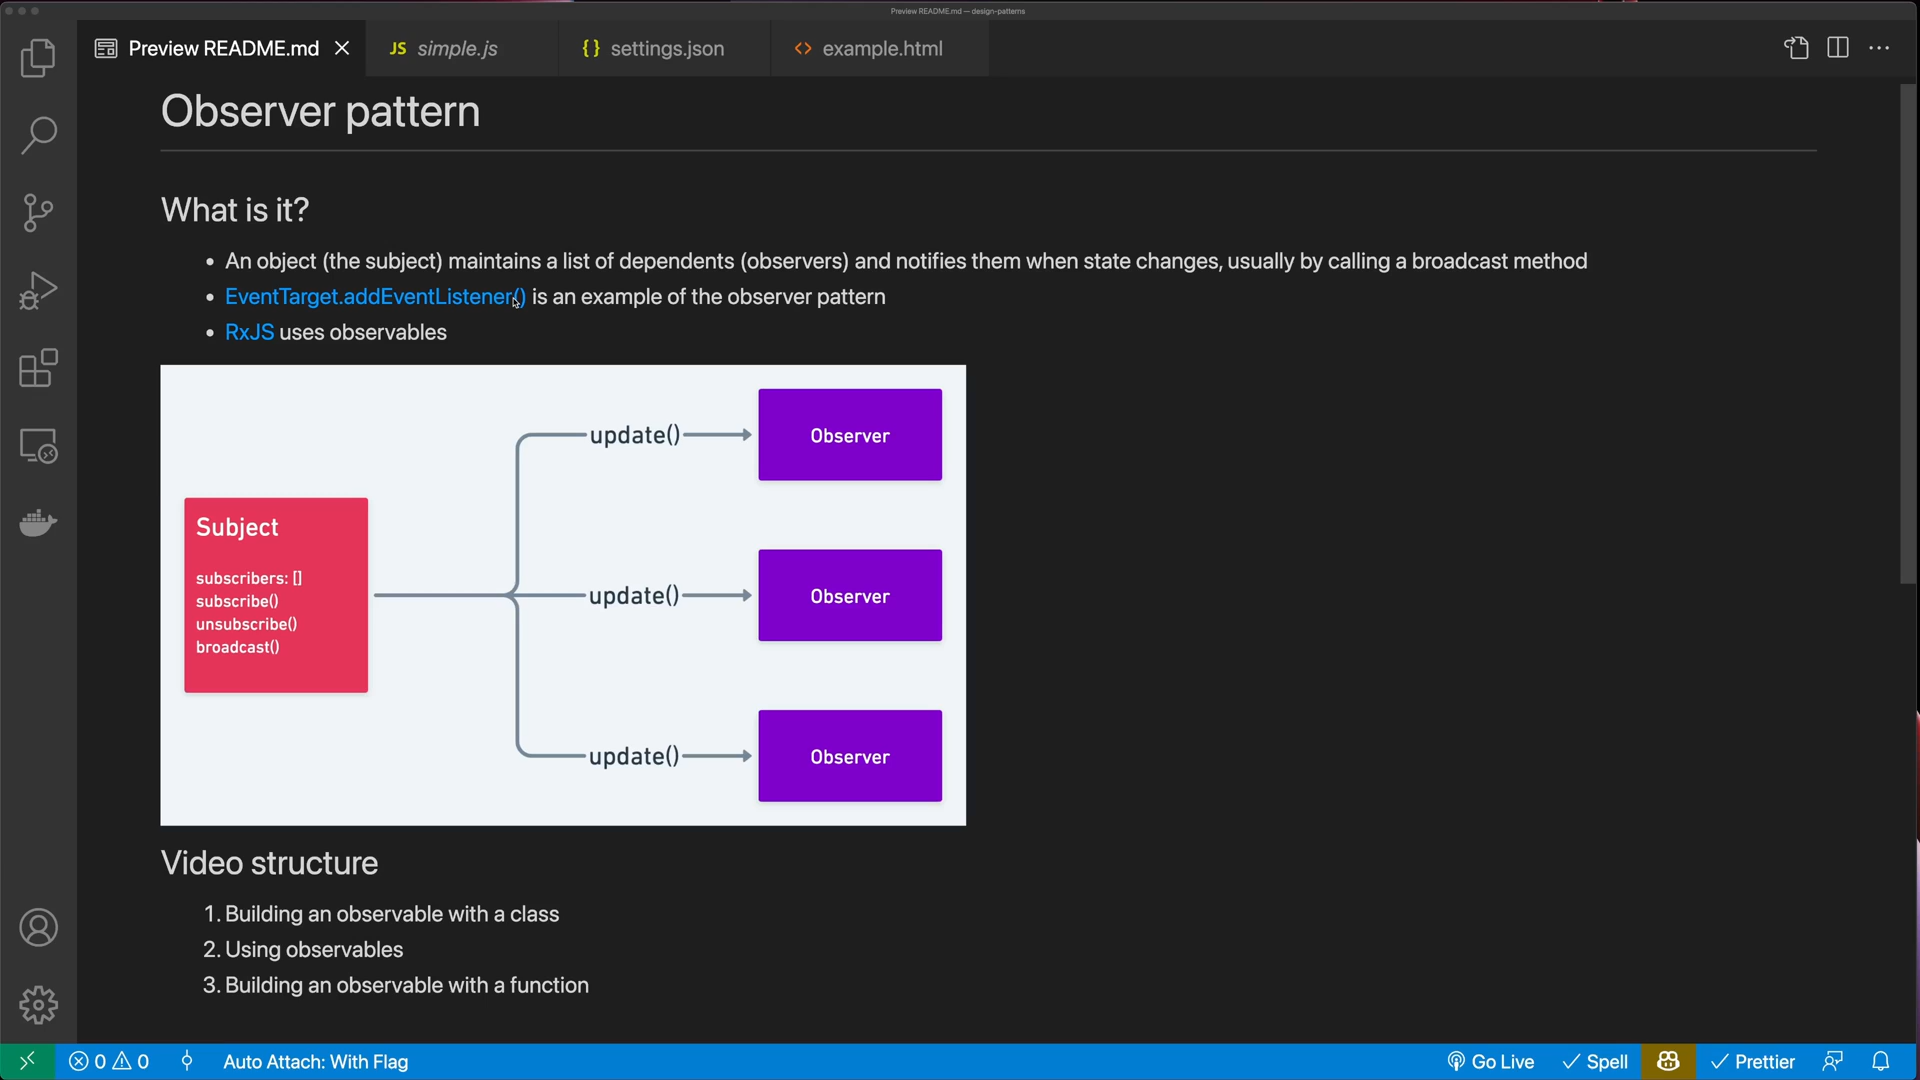 Preview README.md — design-patterns
Preview README.md
JS simple.js
{} settings.json
<> example.html
Observer pattern
What is it?
• An object (the subject) maintains a list of dependents (observers) and notifies them when state changes, usually by calling a broadcast method
• EventTarget.addEventListener() is an example of the observer pattern
• RxJS uses observables
update()
Observer
Subject
subscribers: []
subscribe()
unsubscribe()
broadcast()
update()
Observer
update()
Observer
Video structure
1. Building an observable with a class
2. Using observables
3. Building an observable with a function
0 0 Auto Attach: With Flag Go Live Spell Prettier